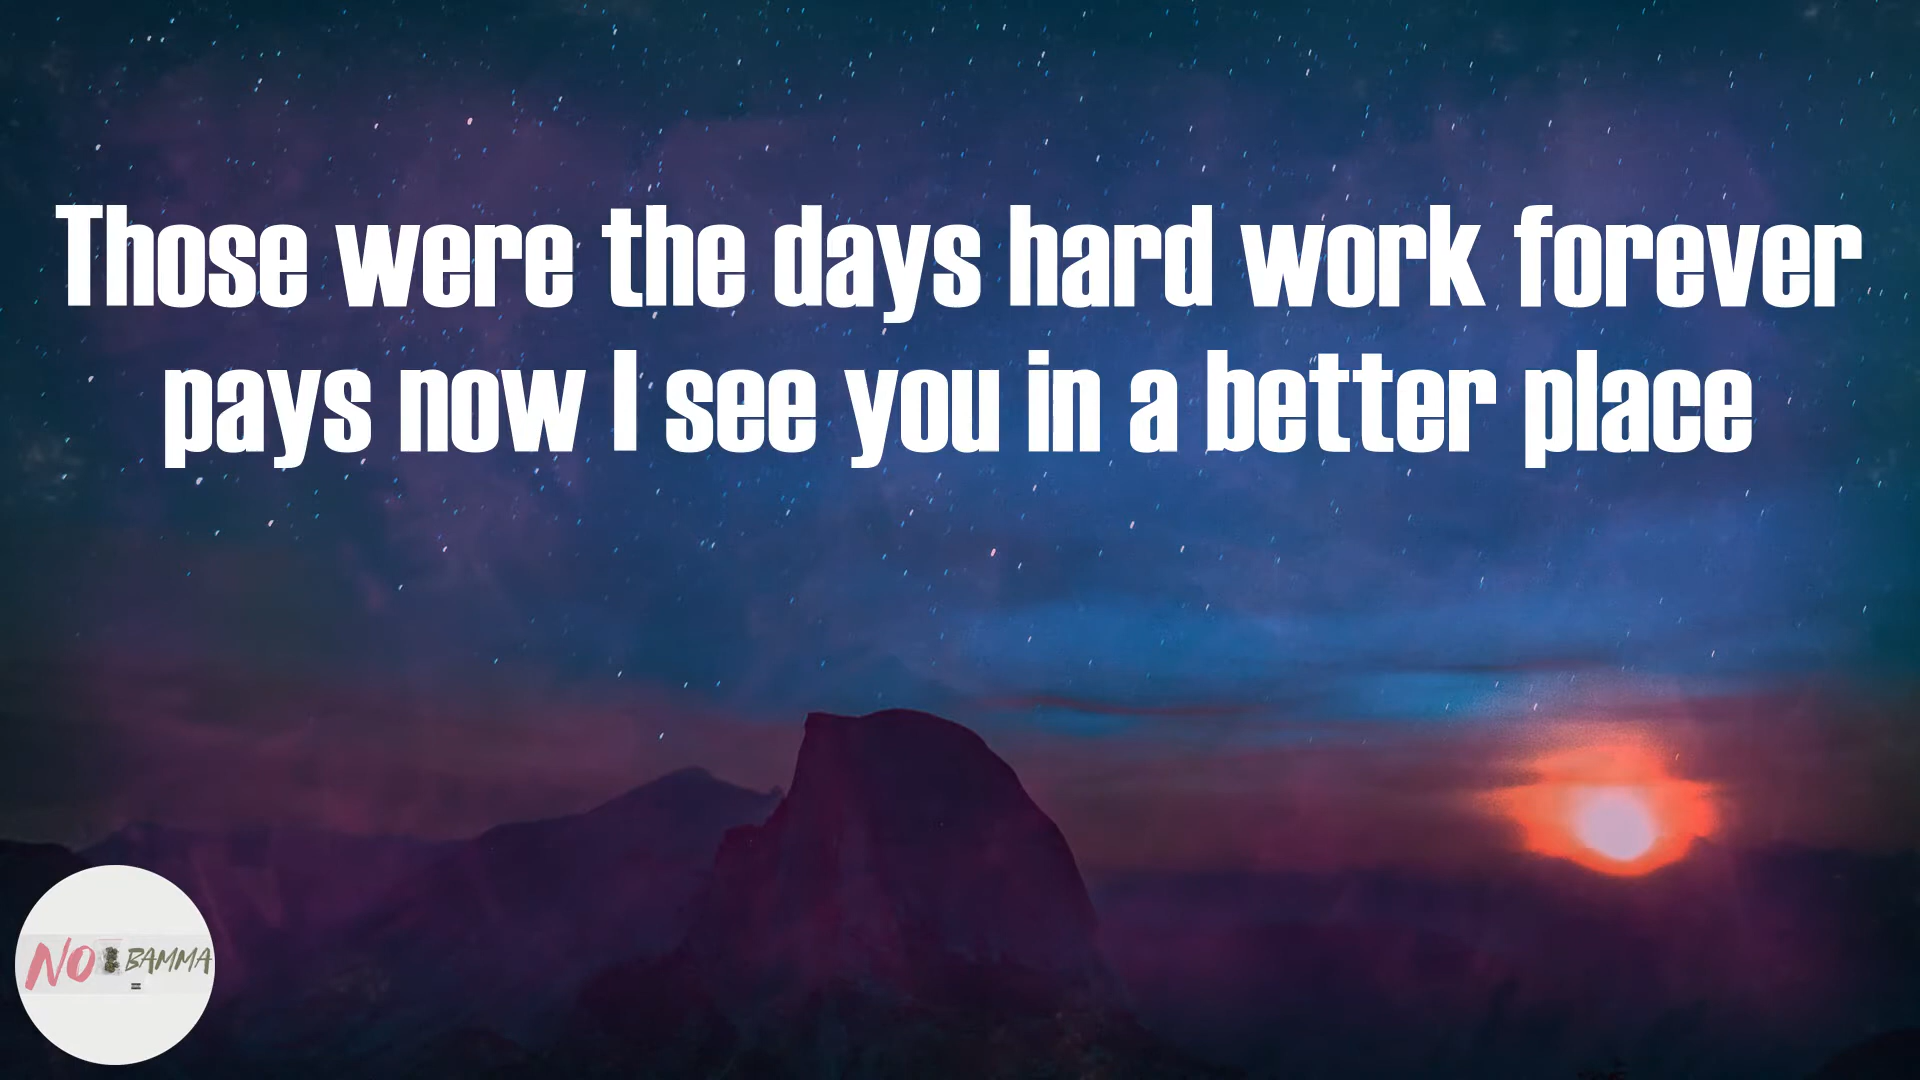 Those were the days hard work forever
pays now I see you in a better place
NO BAMMA